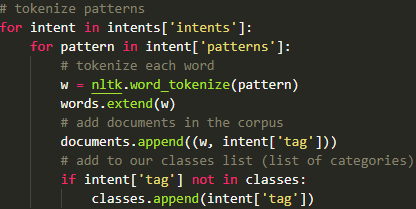 # tokenize patterns
for intent in intents['intents']:
    for pattern in intent['patterns']:
        # tokenize each word
        w = nltk.word_tokenize(pattern)
        words.extend(w)
        # add documents in the corpus
        documents.append((w, intent['tag']))
        # add to our classes list (list of categories)
        if intent['tag'] not in classes:
            classes.append(intent['tag'])